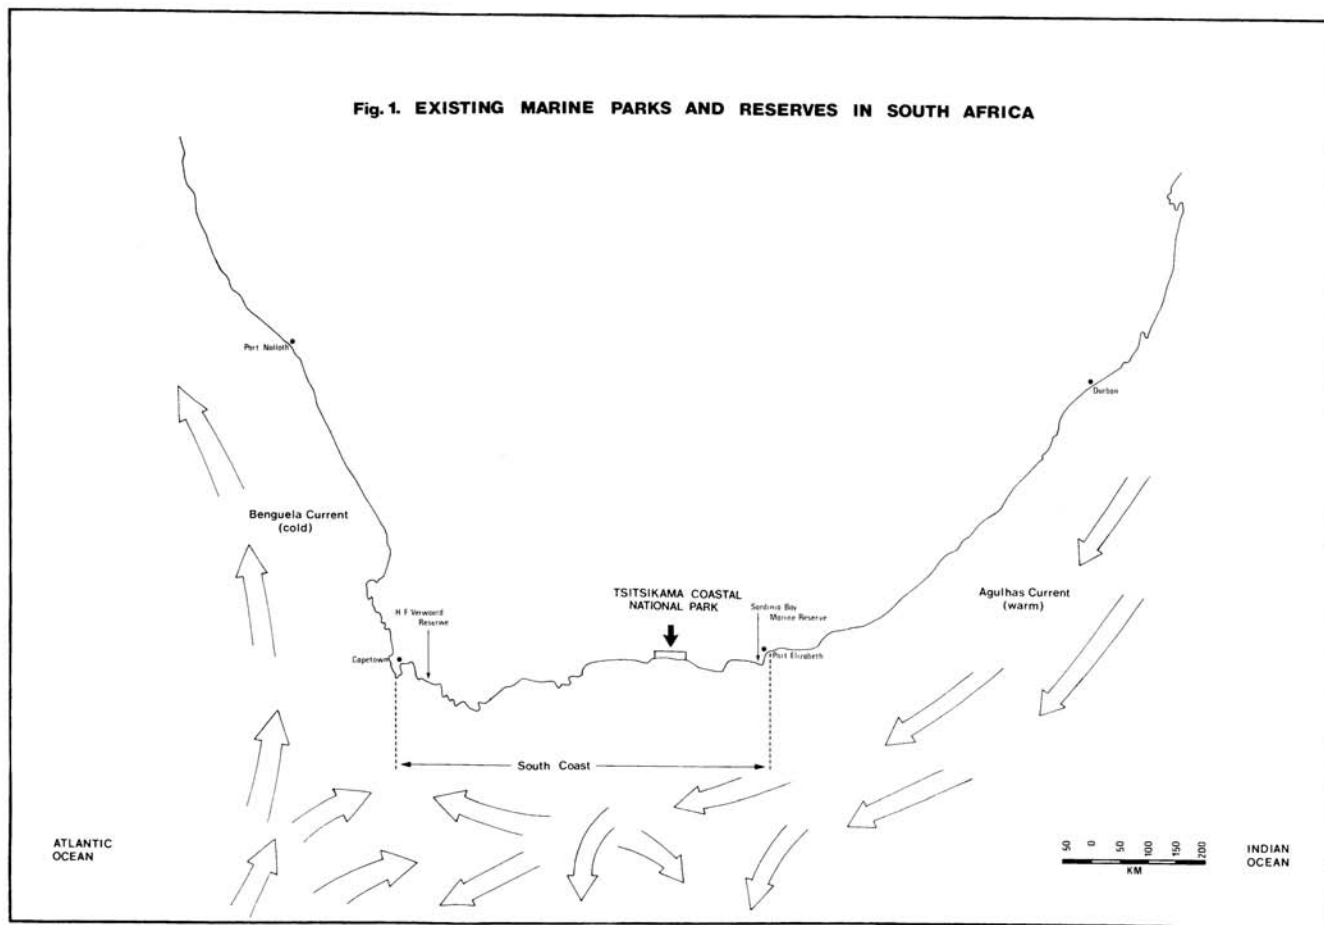 Fig. 1. EXISTING MARINE PARKS AND RESERVES IN SOUTH AFRICA
Port Nolloth
Durban
Benguela Current
(cold)
Agulhas Current
(warm)
TSITSIKAMA COASTAL
NATIONAL PARK
H F Verwoerd
Reserve
Sardinia Bay
Marine Reserve
Capetown
Port Elizabeth
South Coast
ATLANTIC
OCEAN
50 0 50 100 150 200
KM
INDIAN
OCEAN